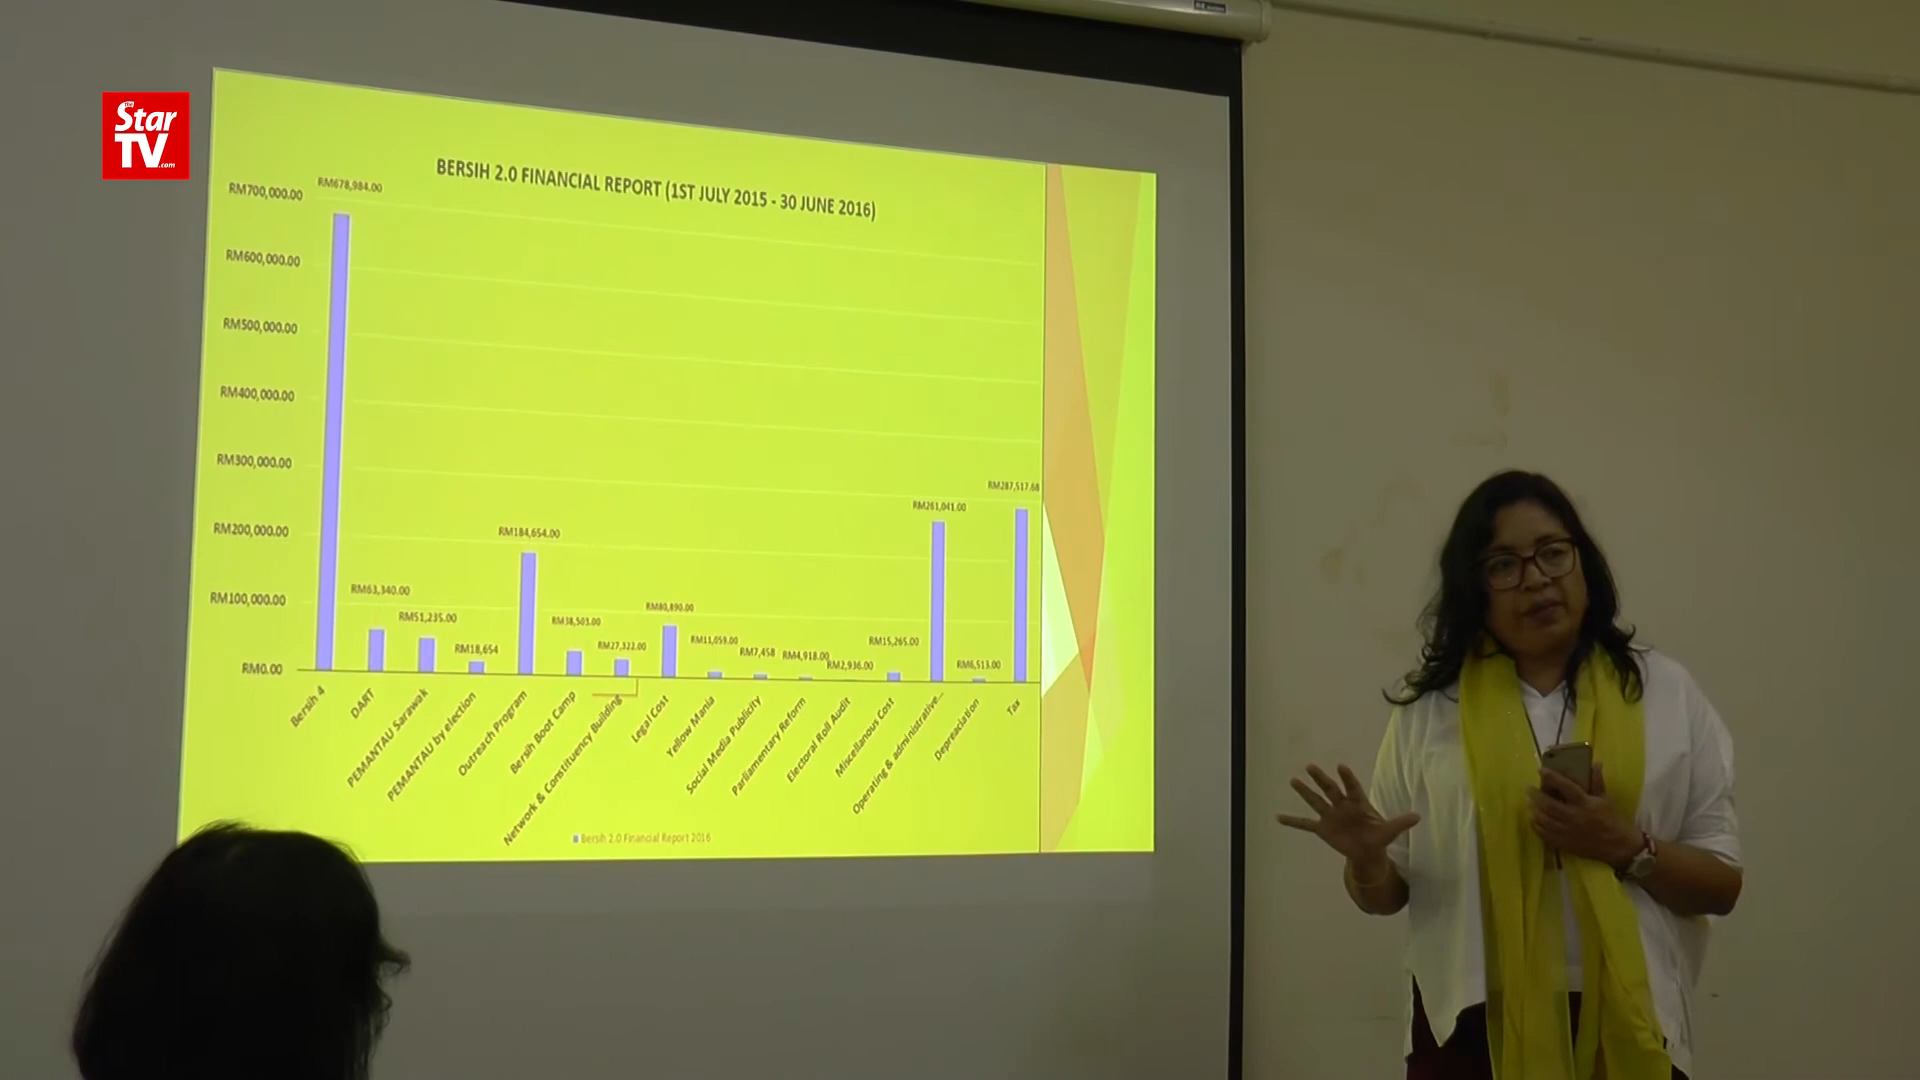 The
Star
TV.com
BERSIH 2.0 FINANCIAL REPORT (1ST JULY 2015 - 30 JUNE 2016)
RM700,000.00
RM600,000.00
RM500,000.00
RM400,000.00
RM300,000.00
RM200,000.00
RM100,000.00
RM0.00
RM678,984.00
RM63,340.00
RM51,235.00
RM18,654
RM184,654.00
RM38,503.00
RM27,322.00
RM80,890.00
RM11,059.00
RM7,458
RM4,918.00
RM2,936.00
RM15,265.00
RM261,041.00
RM6,513.00
RM287,517.68
Bersih 4
DART
PEMANTAU Sarawak
PEMANTAU by election
Outreach Program
Bersih Boot Camp
Network & Constituency Building
Legal Cost
Yellow Mania
Social Media Publicity
Parliamentary Reform
Electoral Roll Audit
Miscellanous Cost
Operating & administrative...
Depreaciation
Tax
Bersih 2.0 Financial Report 2016